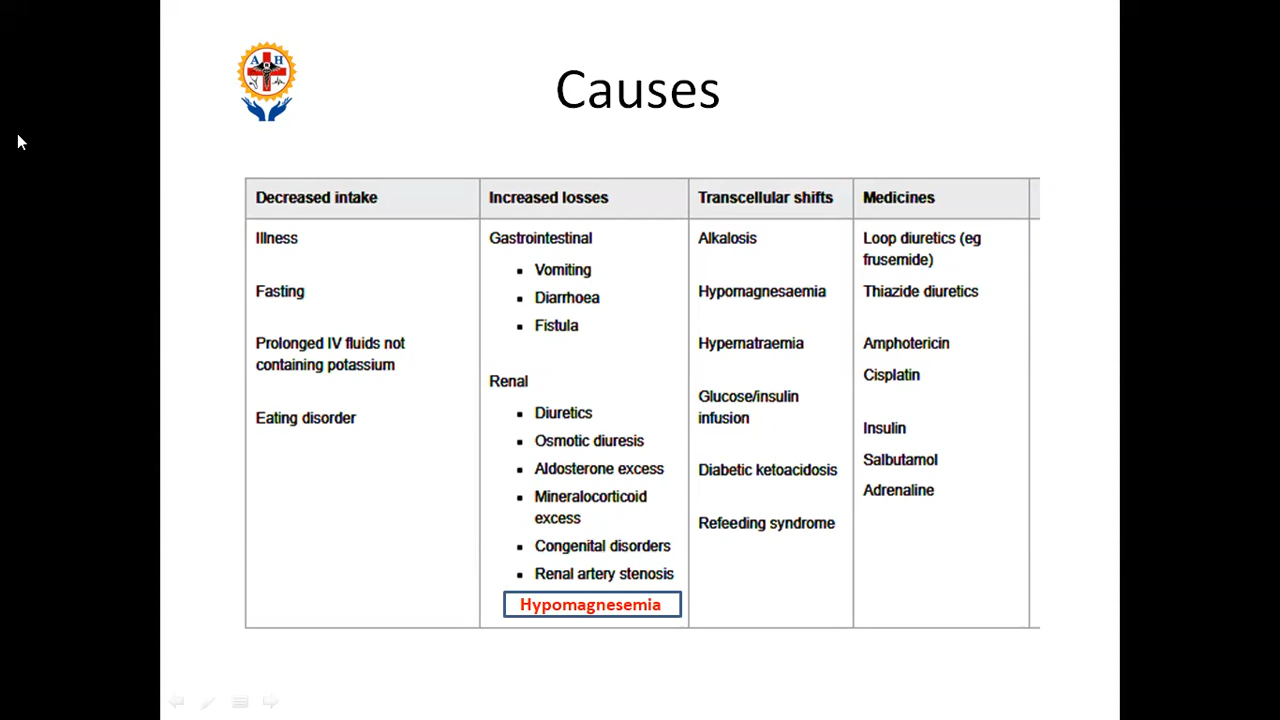 A H
Causes
Decreased intake
Increased losses
Transcellular shifts
Medicines
Illness
Fasting
Prolonged IV fluids not
containing potassium
Eating disorder
Gastrointestinal
Vomiting
Diarrhoea
Fistula
Renal
Diuretics
Osmotic diuresis
Aldosterone excess
Mineralocorticoid
excess
Congenital disorders
Renal artery stenosis
Hypomagnesemia
Alkalosis
Hypomagnesaemia
Hypernatraemia
Glucose/insulin
infusion
Diabetic ketoacidosis
Refeeding syndrome
Loop diuretics (eg
frusemide)
Thiazide diuretics
Amphotericin
Cisplatin
Insulin
Salbutamol
Adrenaline